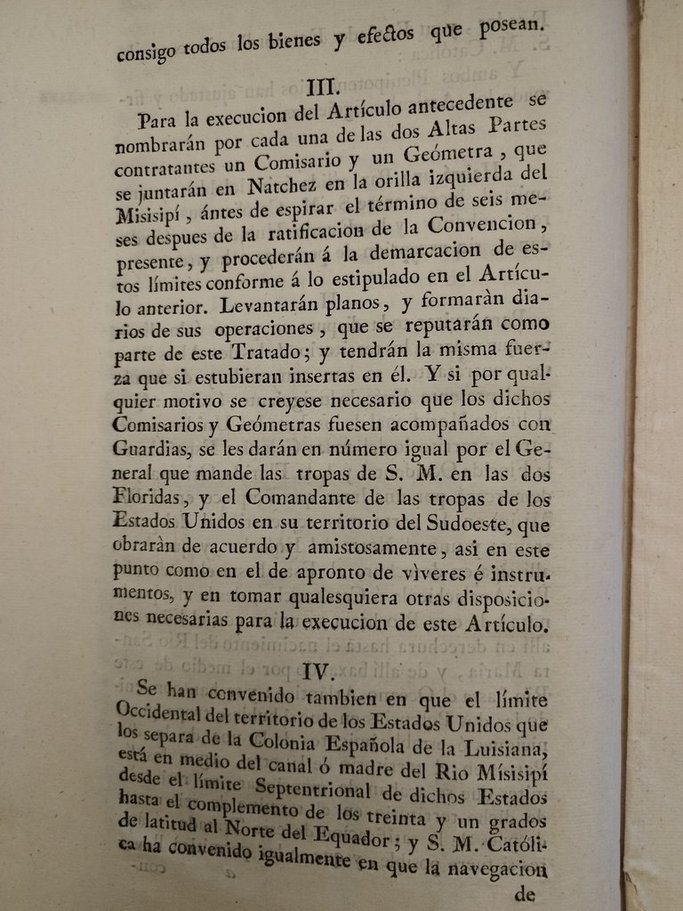 consigo todos los bienes y efectos que posean.
III.
Para la execucion del Artículo antecedente se
nombrarán por cada una de las dos Altas Partes
contratantes un Comisario y un Geómetra, que
se juntarán en Natchez en la orilla izquierda del
Misisipí, ántes de espirar el término de seis me-
ses despues de la ratificacion de la Convencion,
presente, y procederán á la demarcacion de es-
tos límites conforme á lo estipulado en el Artícu-
lo anterior. Levantarán planos, y formaràn dia-
rios de sus operaciones, que se reputarán como
parte de este Tratado; y tendrán la misma fuer-
za que si estubieran insertas en él. Y si por qual-
quier motivo se creyese necesario que los dichos
Comisarios y Geómetras fuesen acompañados con
Guardias, se les darán en número igual por el Ge-
neral que mande las tropas de S. M. en las dos
Floridas, y el Comandante de las tropas de los
Estados Unidos en su territorio del Sudoeste, que
obraràn de acuerdo y amistosamente, asi en este
punto como en el de apronto de vìveres é instru-
mentos, y en tomar qualesquiera otras disposicio-
nes necesarias para la execucion de este Artículo.
IV.
Se han convenido tambien en que el límite
Occidental del territorio de los Estados Unidos que
los separa de la Colonia Española de la Luisiana,
está en medio del canal ó madre del Rio Mísisipí
desde el límite Septentrional de dichos Estados
hasta el complemento de los treinta y un grados
de latitud al Norte del Equador; y S. M. Católi-
ca ha convenido igualmente en que la navegacion
de